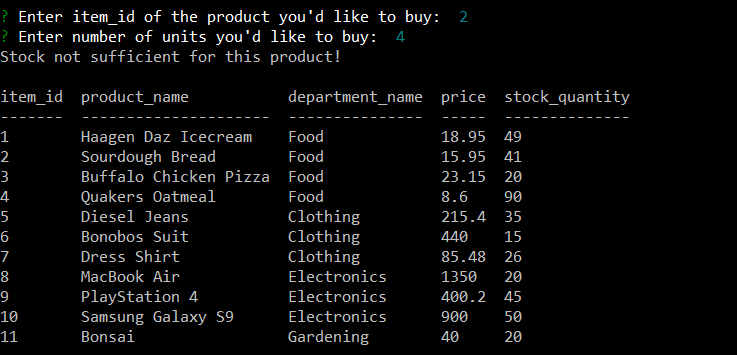 ? Enter item_id of the product you'd like to buy:  2
? Enter number of units you'd like to buy:  4
Stock not sufficient for this product!
item_id  product_name           department_name  price  stock_quantity
-------  ---------------------  ---------------  -----  --------------
1        Haagen Daz Icecream    Food             18.95  49
2        Sourdough Bread        Food             15.95  41
3        Buffalo Chicken Pizza  Food             23.15  20
4        Quakers Oatmeal        Food             8.6    90
5        Diesel Jeans           Clothing         215.4  35
6        Bonobos Suit           Clothing         440    15
7        Dress Shirt            Clothing         85.48  26
8        MacBook Air            Electronics      1350   20
9        PlayStation 4          Electronics      400.2  45
10       Samsung Galaxy S9      Electronics      900    50
11       Bonsai                 Gardening        40     20